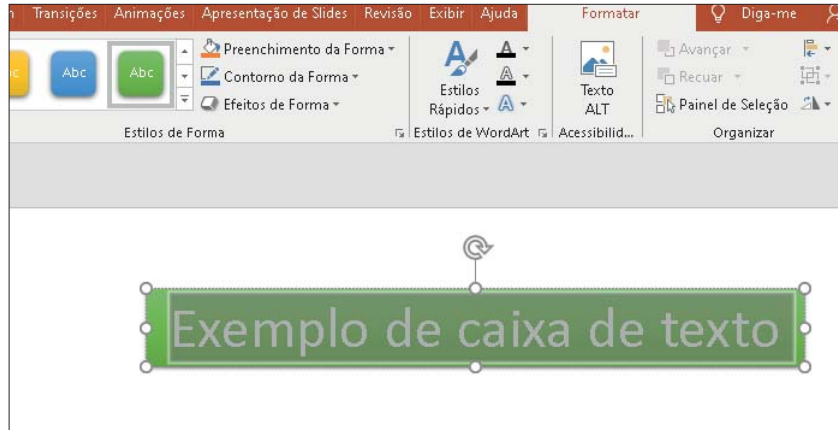 Transições Animações Apresentação de Slides Revisão Exibir Ajuda Formatar Diga-me
Abc Abc
Preenchimento da Forma
Contorno da Forma
Efeitos de Forma
Estilos de Forma
A A
Estilos
Rápidos
A A
Estilos de WordArt
Texto
ALT
Acessibilid...
Avançar
Recuar
Painel de Seleção
Organizar
Exemplo de caixa de texto